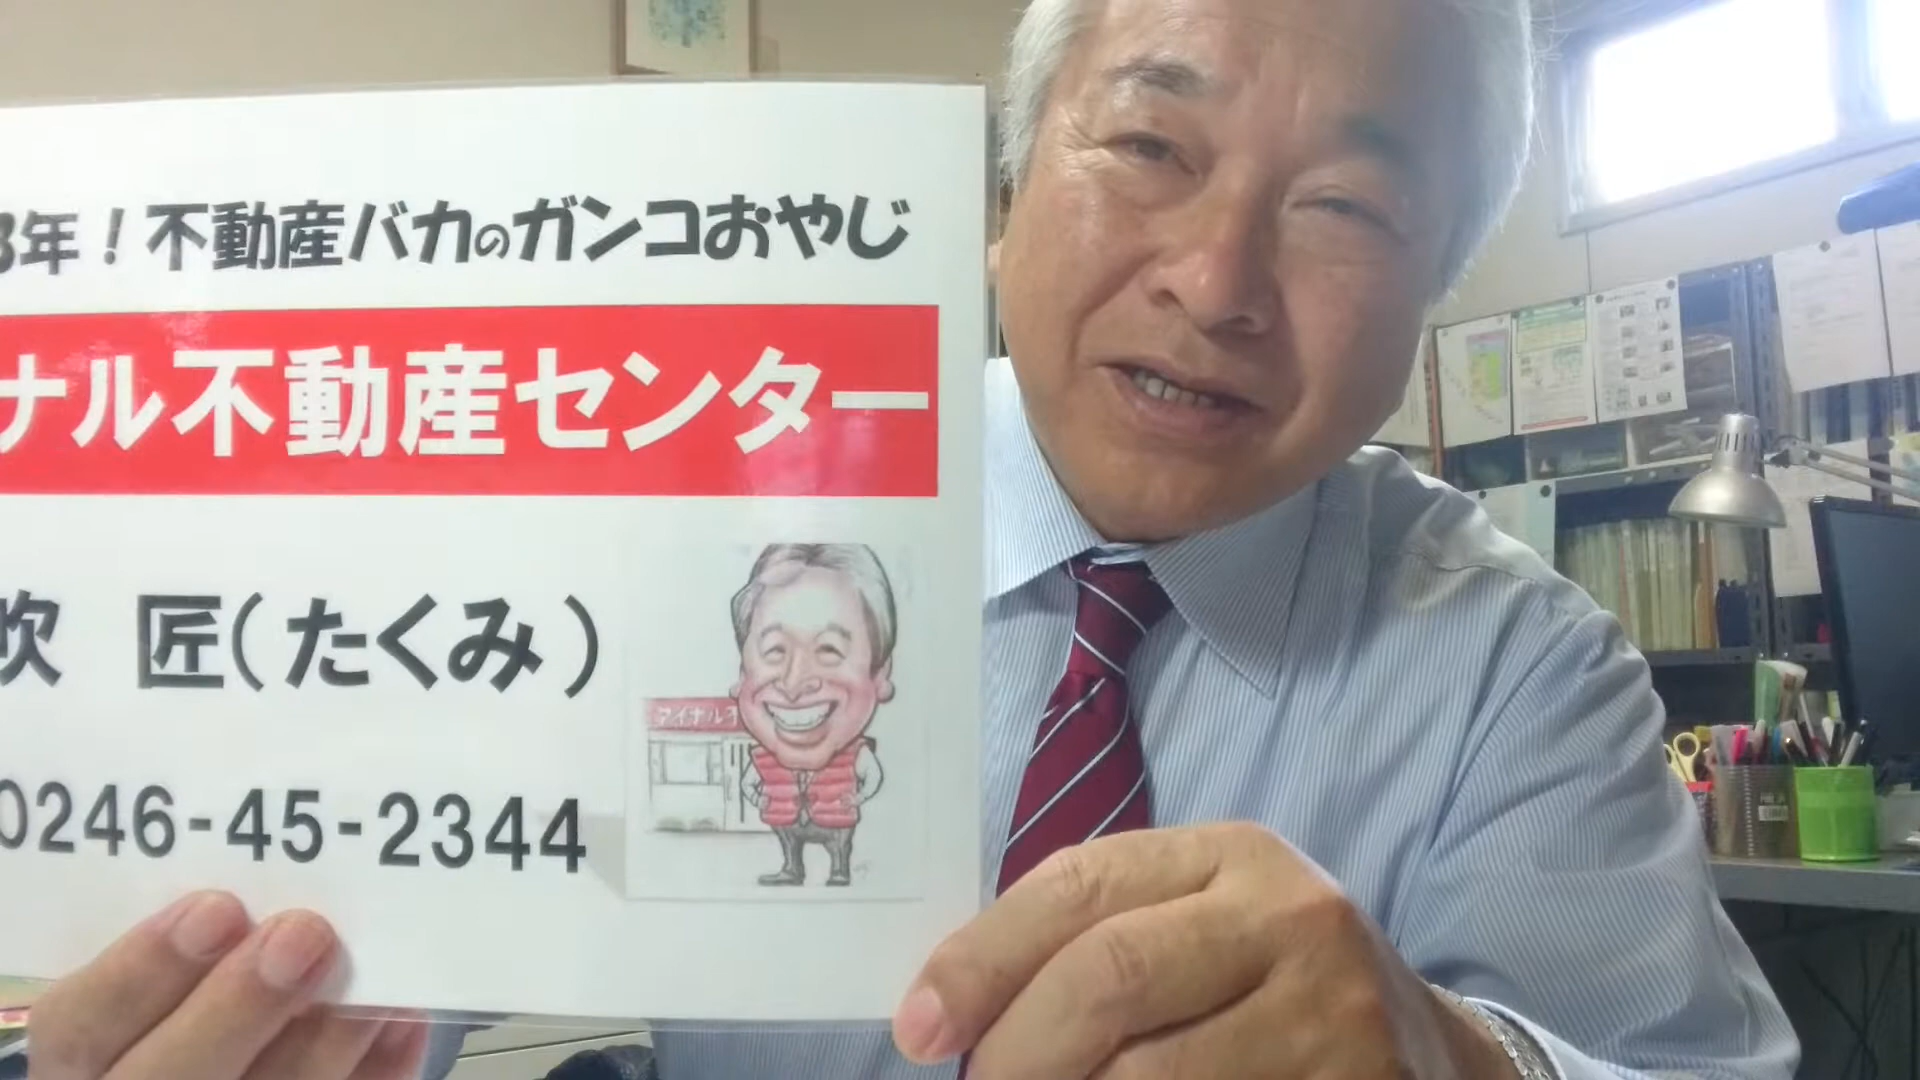 3年！不動産バカのガンコおやじ
ナル不動産センター
吹 匠(たくみ)
0246-45-2344
アイナル不